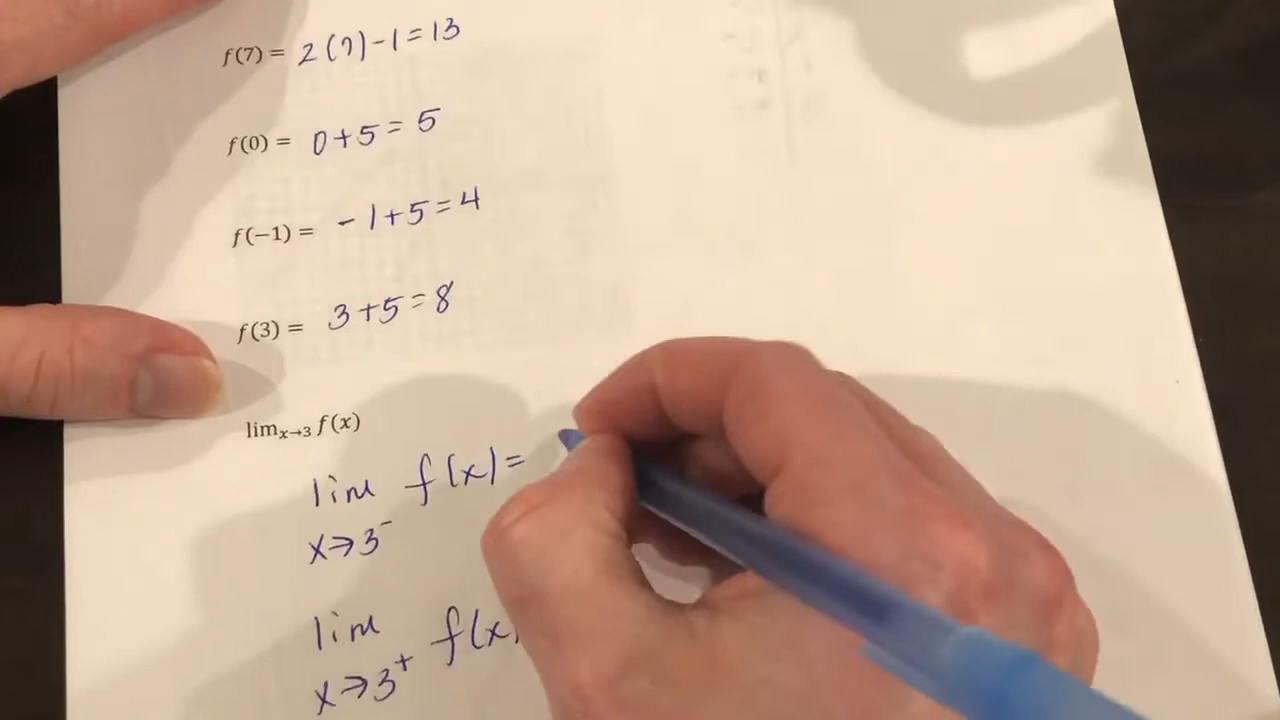 f(7) = 2(7)-1=13
f(0) = 0+5=5
f(−1) = -1+5=4
f(3) = 3+5=8
lim x→3 f(x)
lim f(x)=
x→3⁻
lim f(x)
x→3⁺